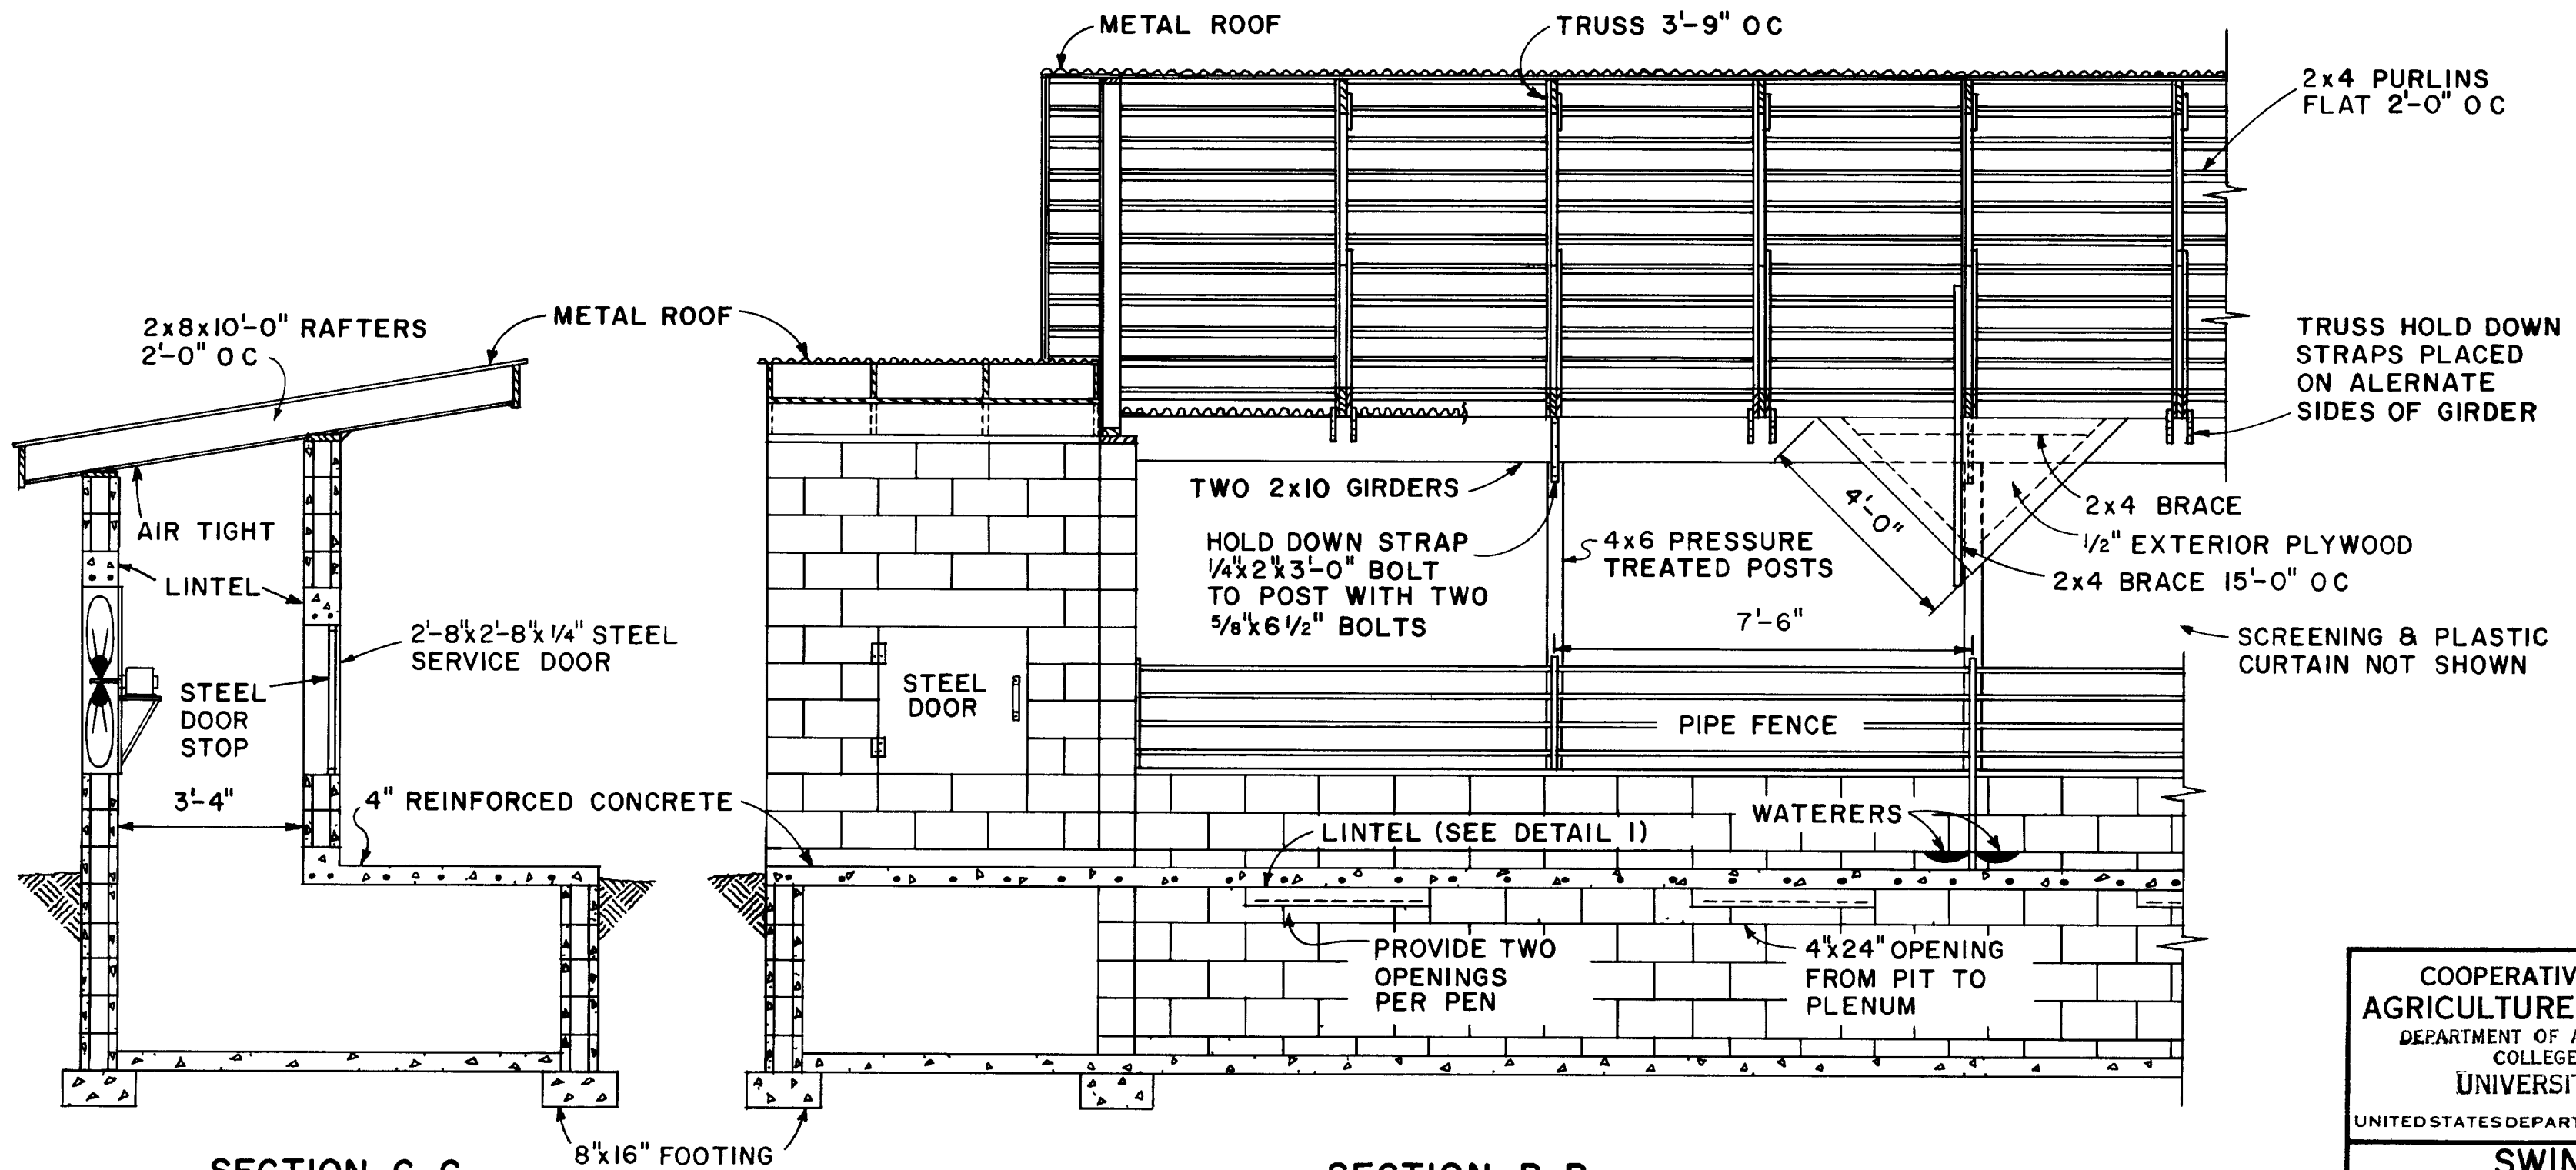 METAL ROOF
TRUSS 3'-9" O C
2x4 PURLINS
FLAT 2'-0" O C
2x8x10'-0" RAFTERS
2'-0" O C
METAL ROOF
TRUSS HOLD DOWN
STRAPS PLACED
ON ALERNATE
SIDES OF GIRDER
AIR TIGHT
LINTEL
TWO 2x10 GIRDERS
HOLD DOWN STRAP
1/4"x2"x3'-0" BOLT
TO POST WITH TWO
5/8"x6 1/2" BOLTS
4x6 PRESSURE
TREATED POSTS
4'-0"
2x4 BRACE
1/2" EXTERIOR PLYWOOD
2x4 BRACE 15'-0" O C
7'-6"
2'-8"x2'-8"x1/4" STEEL
SERVICE DOOR
STEEL
DOOR
STOP
STEEL
DOOR
SCREENING & PLASTIC
CURTAIN NOT SHOWN
PIPE FENCE
3'-4"
4" REINFORCED CONCRETE
LINTEL (SEE DETAIL 1)
WATERERS
PROVIDE TWO
OPENINGS
PER PEN
4"x24" OPENING
FROM PIT TO
PLENUM
8"x16" FOOTING
SECTION
SECTION
COOPERATIV
AGRICULTURE
DEPARTMENT OF A
COLLEGE
UNIVERSIT
UNITED STATES DEPART
SWIN